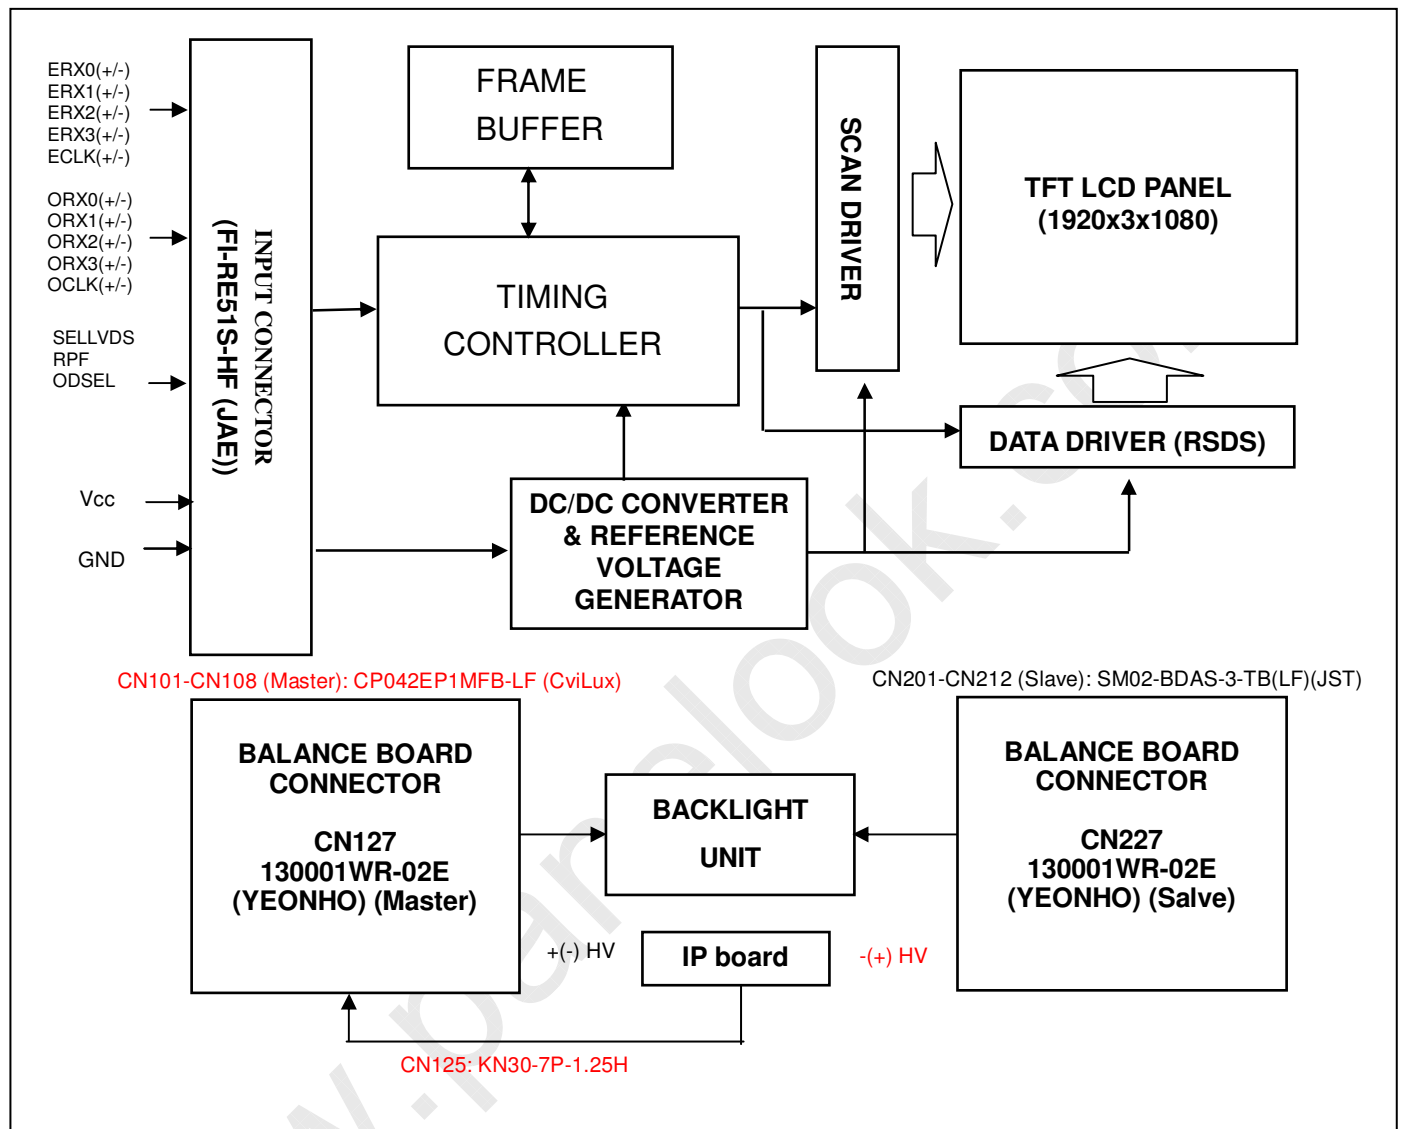 ERX0(+/-)
ERX1(+/-)
ERX2(+/-)
ERX3(+/-)
ECLK(+/-)
ORX0(+/-)
ORX1(+/-)
ORX2(+/-)
ORX3(+/-)
OCLK(+/-)
SELLVDS
RPF
ODSEL
Vcc
GND
INPUT CONNECTOR
(FI-RE51S-HF (JAE))
FRAME
BUFFER
TIMING
CONTROLLER
DC/DC CONVERTER
& REFERENCE
VOLTAGE
GENERATOR
SCAN DRIVER
TFT LCD PANEL
(1920x3x1080)
DATA DRIVER (RSDS)
CN101-CN108 (Master): CP042EP1MFB-LF (CviLux)
CN201-CN212 (Slave): SM02-BDAS-3-TB(LF)(JST)
BALANCE BOARD
CONNECTOR
CN127
130001WR-02E
(YEONHO) (Master)
BACKLIGHT
UNIT
BALANCE BOARD
CONNECTOR
CN227
130001WR-02E
(YEONHO) (Salve)
+(-) HV
IP board
-(+) HV
CN125: KN30-7P-1.25H